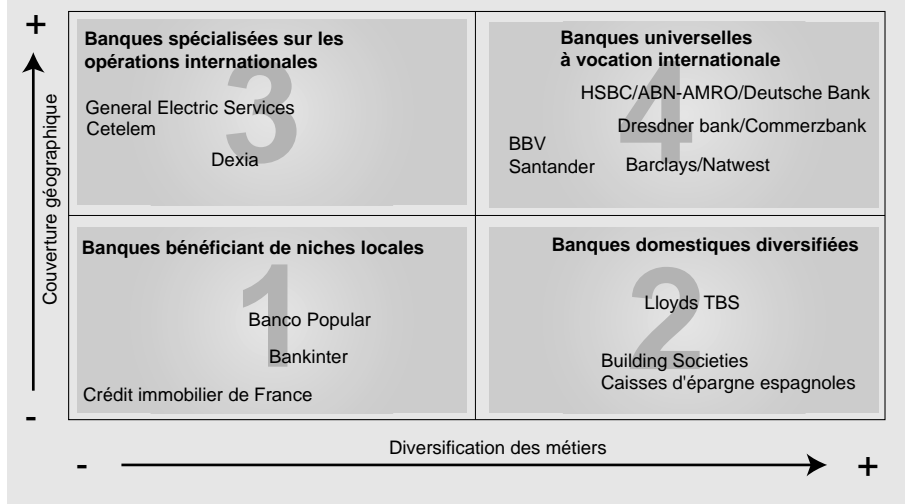 +
Couverture géographique
-
Banques spécialisées sur les
opérations internationales
3
General Electric Services
Cetelem
Dexia
Banques universelles
à vocation internationale
4
HSBC/ABN-AMRO/Deutsche Bank
Dresdner bank/Commerzbank
BBV
Santander
Barclays/Natwest
Banques bénéficiant de niches locales
1
Banco Popular
Bankinter
Crédit immobilier de France
Banques domestiques diversifiées
2
Lloyds TBS
Building Societies
Caisses d'épargne espagnoles
Diversification des métiers
-
+